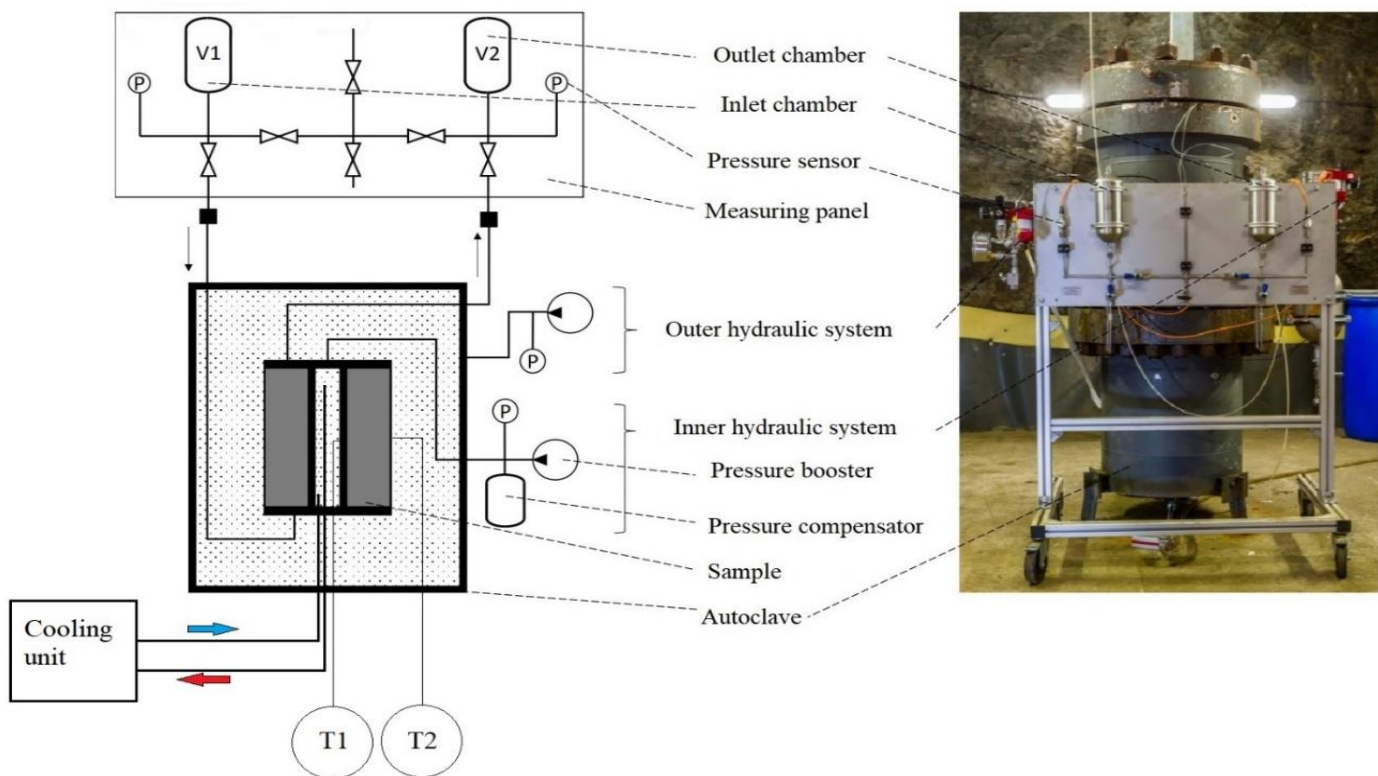 V1
V2
P
P
Outlet chamber
Inlet chamber
Pressure sensor
Measuring panel
P
Outer hydraulic system
P
Inner hydraulic system
Pressure booster
Pressure compensator
Sample
Autoclave
Cooling
unit
T1
T2